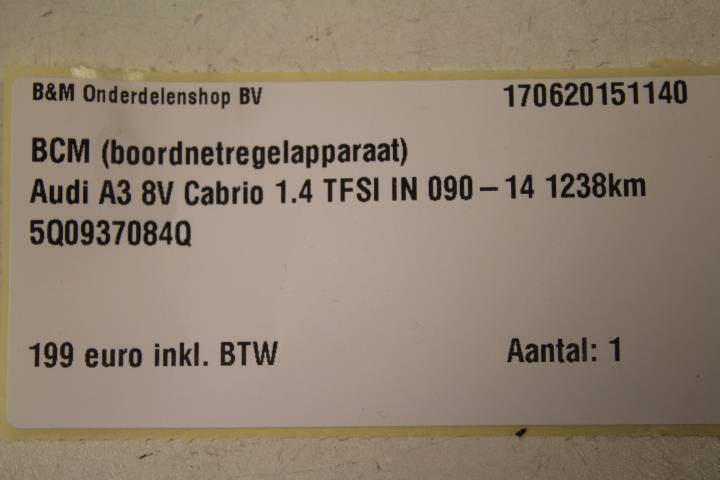 B&M Onderdelenshop BV 170620151140
BCM (boordnetregelapparaat)
Audi A3 8V Cabrio 1.4 TFSI IN 090 – 14 1238km
5Q0937084Q
199 euro inkl. BTW Aantal: 1